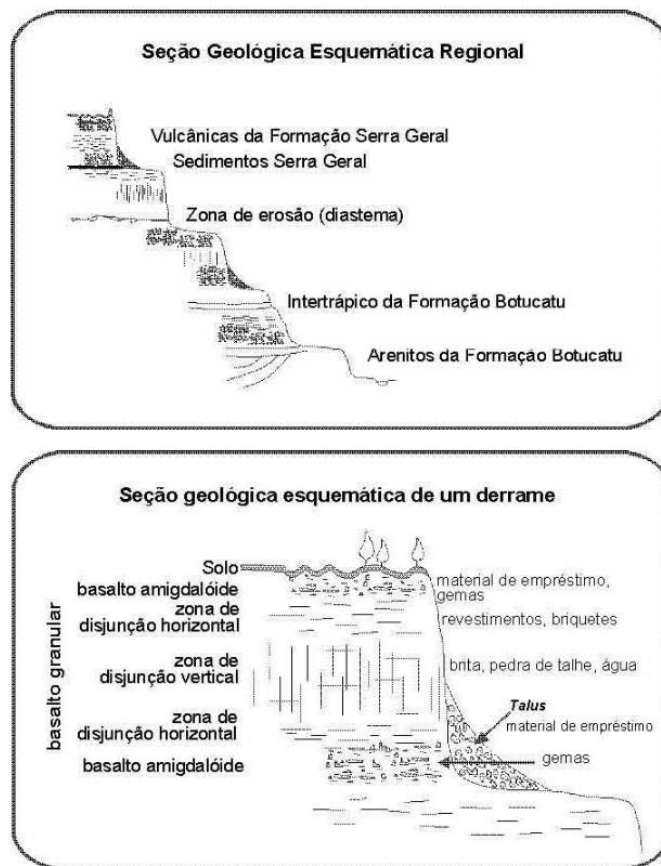 Seção Geológica Esquemática Regional
Vulcânicas da Formação Serra Geral
Sedimentos Serra Geral
Zona de erosão (diastema)
Intertrápico da Formação Botucatu
Arenitos da Formação Botucatu
Seção geológica esquemática de um derrame
basalto granular
Solo
basalto amigdalóide
zona de
disjunção horizontal
zona de
disjunção vertical
zona de
disjunção horizontal
basalto amigdalóide
material de empréstimo,
gemas
revestimentos, briquetes
brita, pedra de talhe, água
Talus
material de empréstimo
gemas